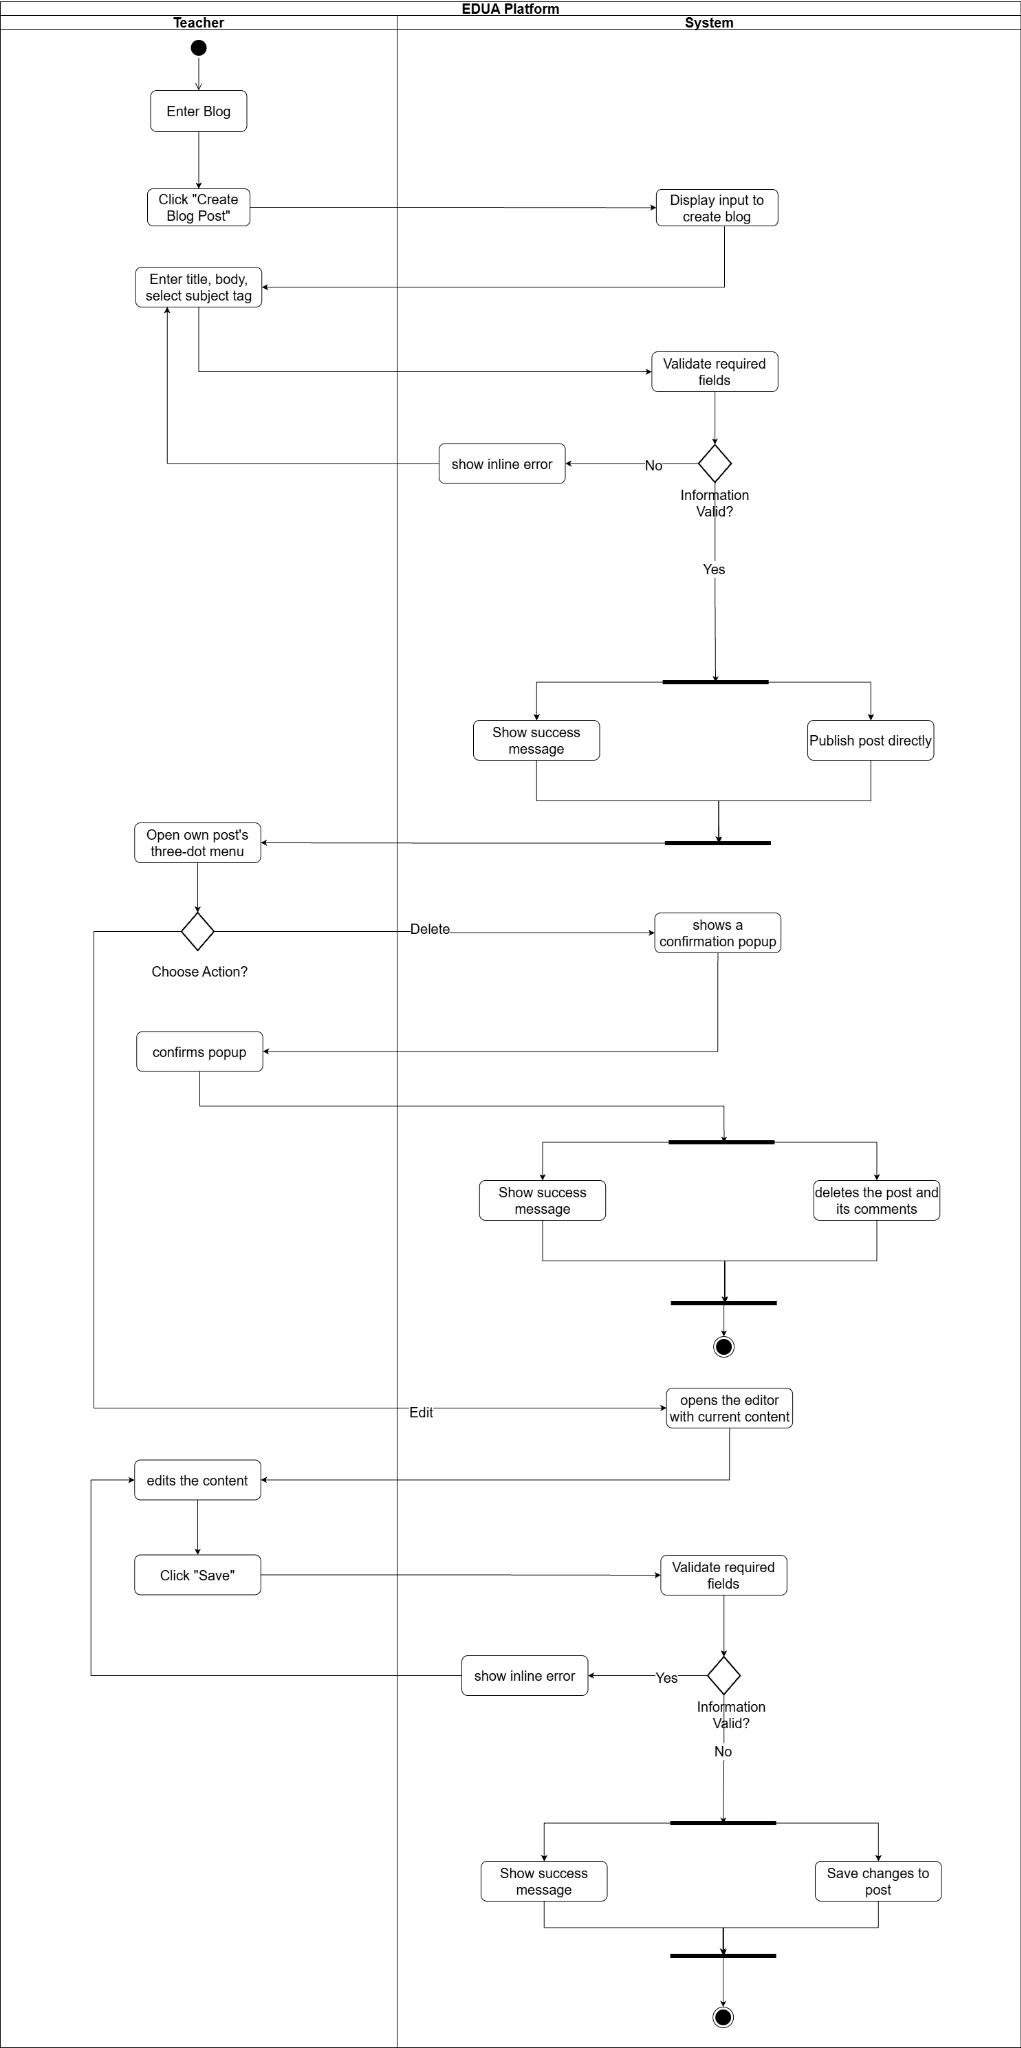 EDUA Platform
Teacher
System
Enter Blog
Click "Create
Blog Post"
Display input to
create blog
Enter title, body,
select subject tag
Validate required
fields
show inline error
No
Information
Valid?
Yes
Show success
message
Publish post directly
Open own post's
three-dot menu
Delete
shows a
confirmation popup
Choose Action?
confirms popup
Show success
message
deletes the post and
its comments
opens the editor
with current content
Edit
edits the content
Click "Save"
Validate required
fields
show inline error
Yes
Information
Valid?
No
Show success
message
Save changes to
post